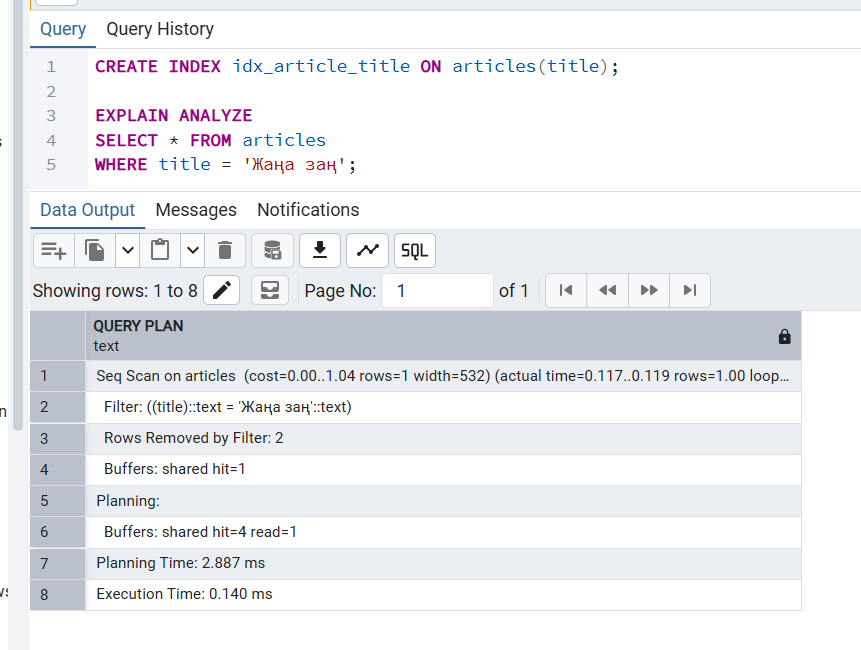 Query Query History
1 CREATE INDEX idx_article_title ON articles(title);
2
3 EXPLAIN ANALYZE
4 SELECT * FROM articles
5 WHERE title = 'Жаңа заң';
Data Output Messages Notifications
SQL
Showing rows: 1 to 8 Page No: 1 of 1
QUERY PLAN
text
1 Seq Scan on articles (cost=0.00..1.04 rows=1 width=532) (actual time=0.117..0.119 rows=1.00 loop...
2 Filter: ((title)::text = 'Жаңа заң'::text)
3 Rows Removed by Filter: 2
4 Buffers: shared hit=1
5 Planning:
6 Buffers: shared hit=4 read=1
7 Planning Time: 2.887 ms
8 Execution Time: 0.140 ms